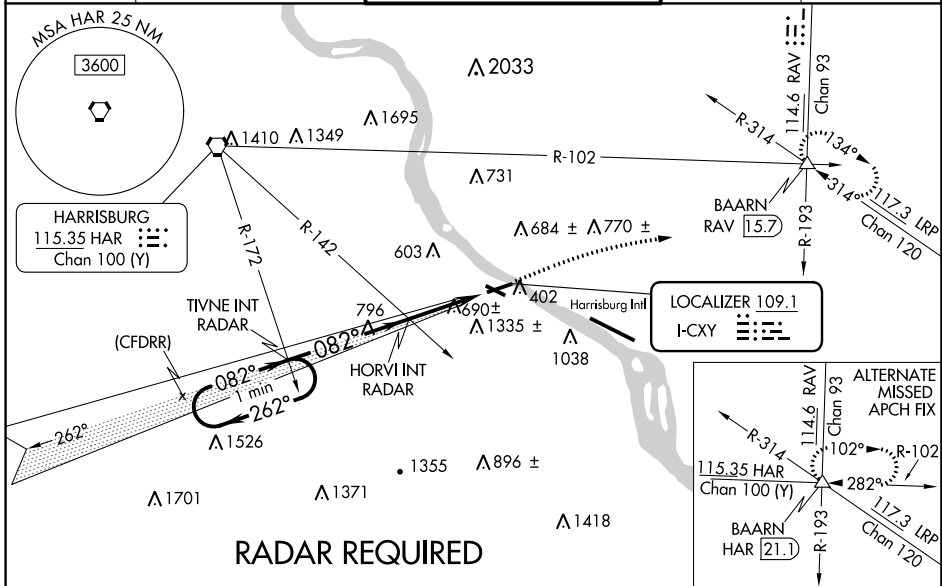 MSA HAR 25 NM
3600
2033
1695
1410
1349
R-102
731
HARRISBURG
115.35 HAR
Chan 100 (Y)
R-172
R-142
684 ±
770 ±
603
114.6 RAV
Chan 93
R-314
134°
314°
117.3 LRP
Chan 120
BAARN
RAV 15.7
R-193
TIVNE INT
RADAR
796
690±
402
Harrisburg Intl
LOCALIZER 109.1
I-CXY
1335 ±
1038
(CFDRR)
082°
082°
1 min
262°
HORVI INT
RADAR
262°
1526
1355
896 ±
1701
1371
1418
RADAR REQUIRED
ALTERNATE
MISSED
APCH FIX
114.6 RAV
Chan 93
R-314
102°
R-102
115.35 HAR
Chan 100 (Y)
282°
117.3 LRP
Chan 120
BAARN
HAR 21.1
R-193